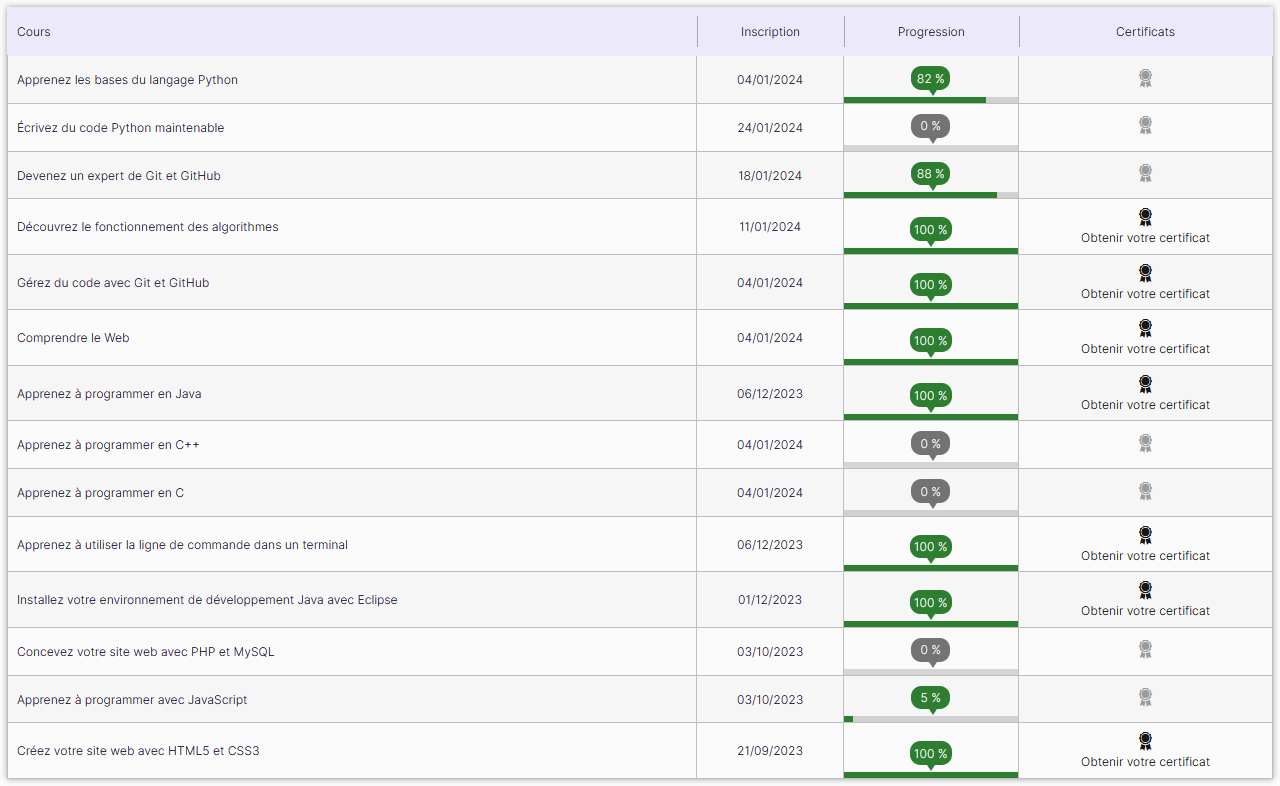 Cours Inscription Progression Certificats
Apprenez les bases du langage Python 04/01/2024 82 %
Écrivez du code Python maintenable 24/01/2024 0 %
Devenez un expert de Git et GitHub 18/01/2024 88 %
Découvrez le fonctionnement des algorithmes 11/01/2024 100 % Obtenir votre certificat
Gérez du code avec Git et GitHub 04/01/2024 100 % Obtenir votre certificat
Comprendre le Web 04/01/2024 100 % Obtenir votre certificat
Apprenez à programmer en Java 06/12/2023 100 % Obtenir votre certificat
Apprenez à programmer en C++ 04/01/2024 0 %
Apprenez à programmer en C 04/01/2024 0 %
Apprenez à utiliser la ligne de commande dans un terminal 06/12/2023 100 % Obtenir votre certificat
Installez votre environnement de développement Java avec Eclipse 01/12/2023 100 % Obtenir votre certificat
Concevez votre site web avec PHP et MySQL 03/10/2023 0 %
Apprenez à programmer avec JavaScript 03/10/2023 5 %
Créez votre site web avec HTML5 et CSS3 21/09/2023 100 % Obtenir votre certificat